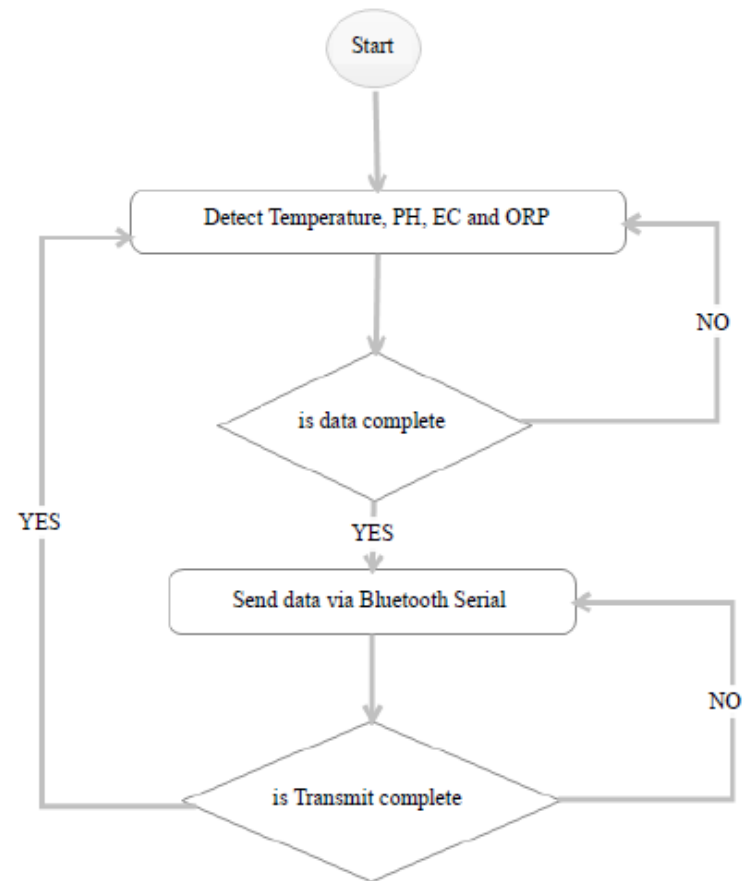 Start
Detect Temperature, PH, EC and ORP
NO
is data complete
YES
YES
Send data via Bluetooth Serial
NO
is Transmit complete